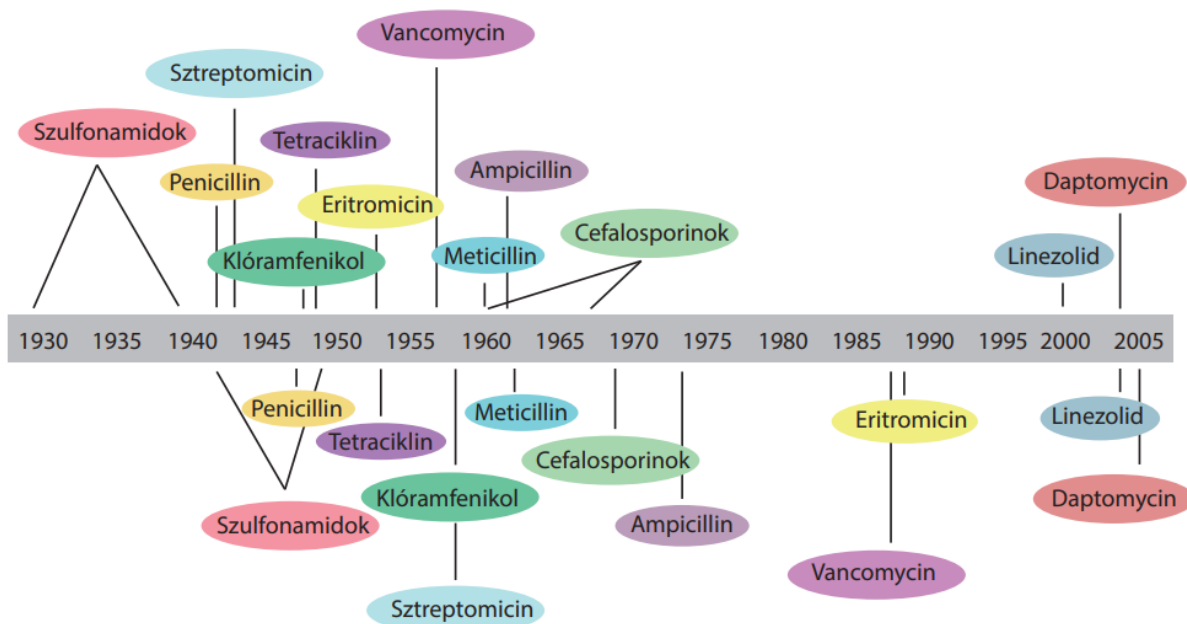 Vancomycin
Sztreptomicin
Szulfonamidok
Tetraciklin
Ampicillin
Penicillin
Daptomycin
Eritromicin
Cefalosporinok
Klóramfenikol
Meticillin
Linezolid
1930 1935 1940 1945 1950 1955 1960 1965 1970 1975 1980 1985 1990 1995 2000 2005
Penicillin
Meticillin
Eritromicin
Linezolid
Tetraciklin
Cefalosporinok
Klóramfenikol
Daptomycin
Szulfonamidok
Ampicillin
Vancomycin
Sztreptomicin